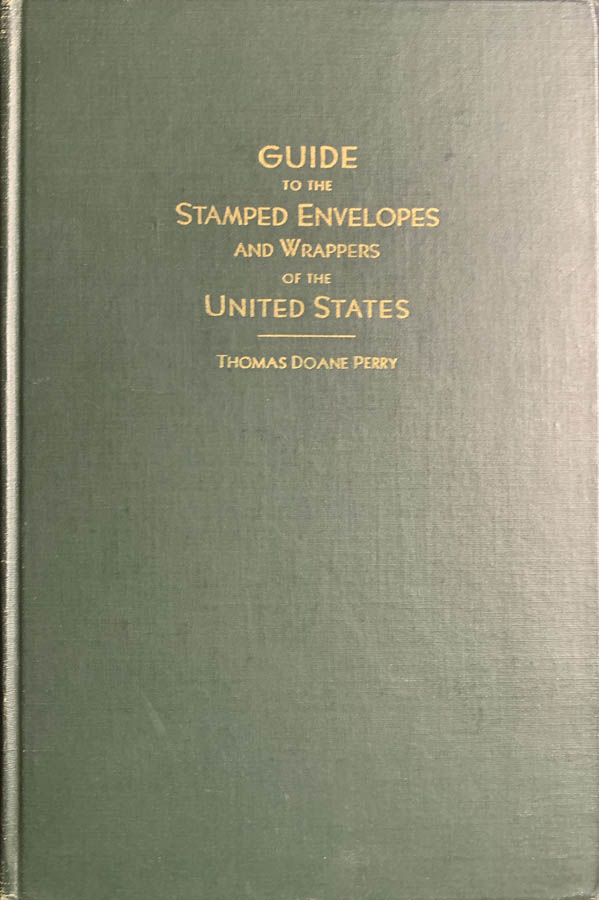 GUIDE
TO THE
STAMPED ENVELOPES
AND WRAPPERS
OF THE
UNITED STATES
THOMAS DOANE PERRY